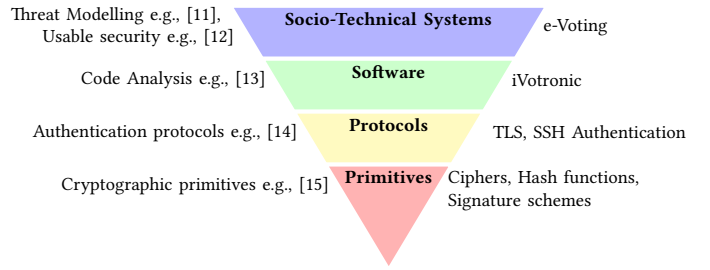 Threat Modelling e.g., [11],
Usable security e.g., [12]
Socio-Technical Systems
e-Voting
Code Analysis e.g., [13]
Software
iVotronic
Authentication protocols e.g., [14]
Protocols
TLS, SSH Authentication
Cryptographic primitives e.g., [15]
Primitives
Ciphers, Hash functions,
Signature schemes